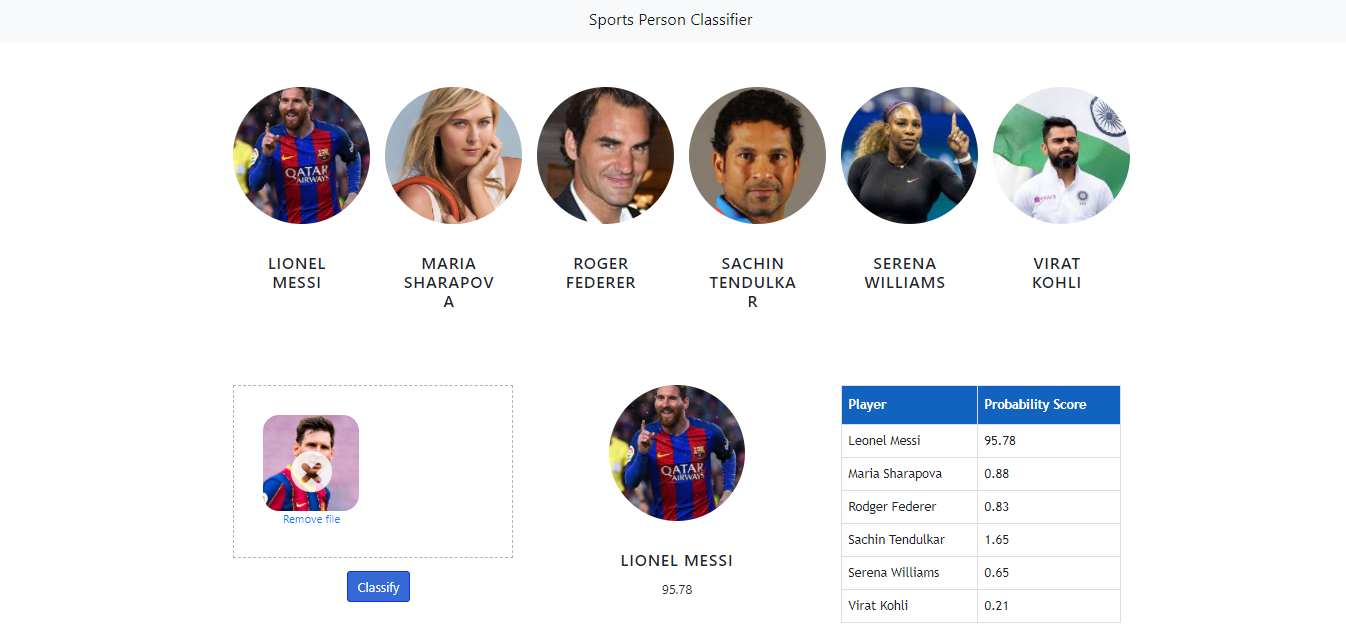 Sports Person Classifier
QATAR
AIRWAYS
LIONEL
MESSI
MARIA
SHARAPOV
A
ROGER
FEDERER
SACHIN
TENDULKA
R
SERENA
WILLIAMS
VIRAT
KOHLI
Remove file
Classify
QATAR
AIRWAYS
LIONEL MESSI
95.78
Player Probability Score
Leonel Messi 95.78
Maria Sharapova 0.88
Rodger Federer 0.83
Sachin Tendulkar 1.65
Serena Williams 0.65
Virat Kohli 0.21